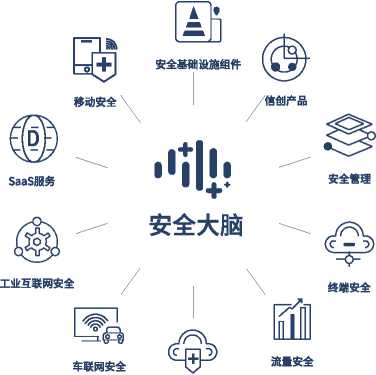 安全基础设施组件
移动安全
信创产品
D
SaaS服务
安全管理
安全大脑
工业互联网安全
终端安全
车联网安全
流量安全